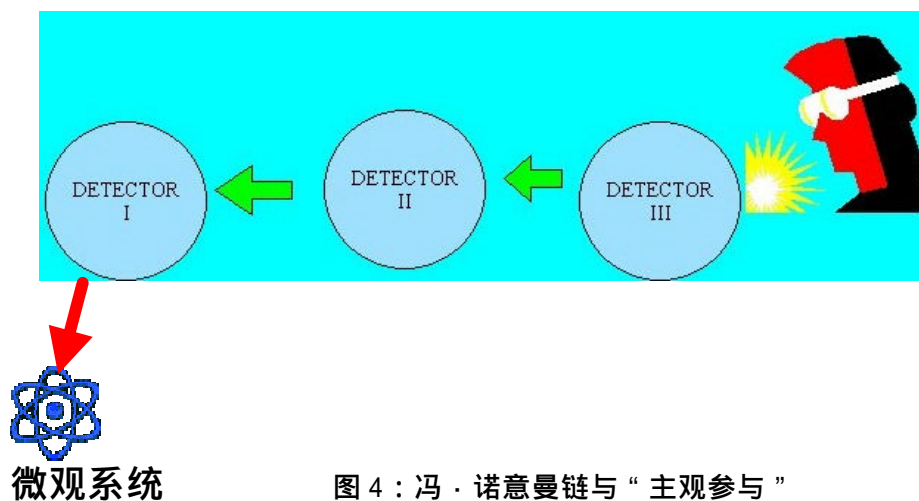 DETECTOR
I
DETECTOR
II
DETECTOR
III
微观系统
图 4：冯 · 诺意曼链与 “ 主观参与 ”